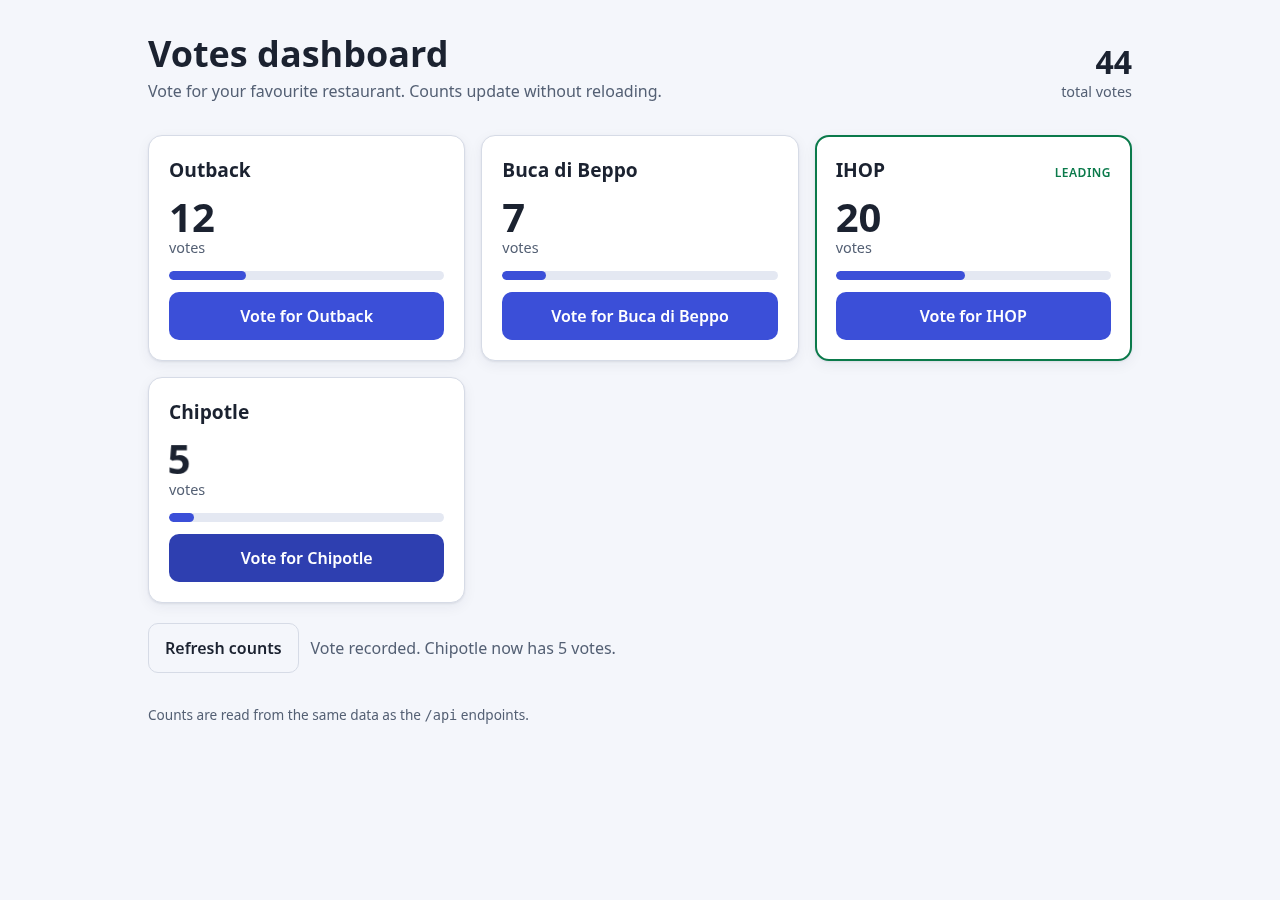 Votes dashboard
Vote for your favourite restaurant. Counts update without reloading.
44
total votes
Outback
12
votes
Vote for Outback
Buca di Beppo
7
votes
Vote for Buca di Beppo
IHOP
LEADING
20
votes
Vote for IHOP
Chipotle
5
votes
Vote for Chipotle
Refresh counts
Vote recorded. Chipotle now has 5 votes.
Counts are read from the same data as the /api endpoints.